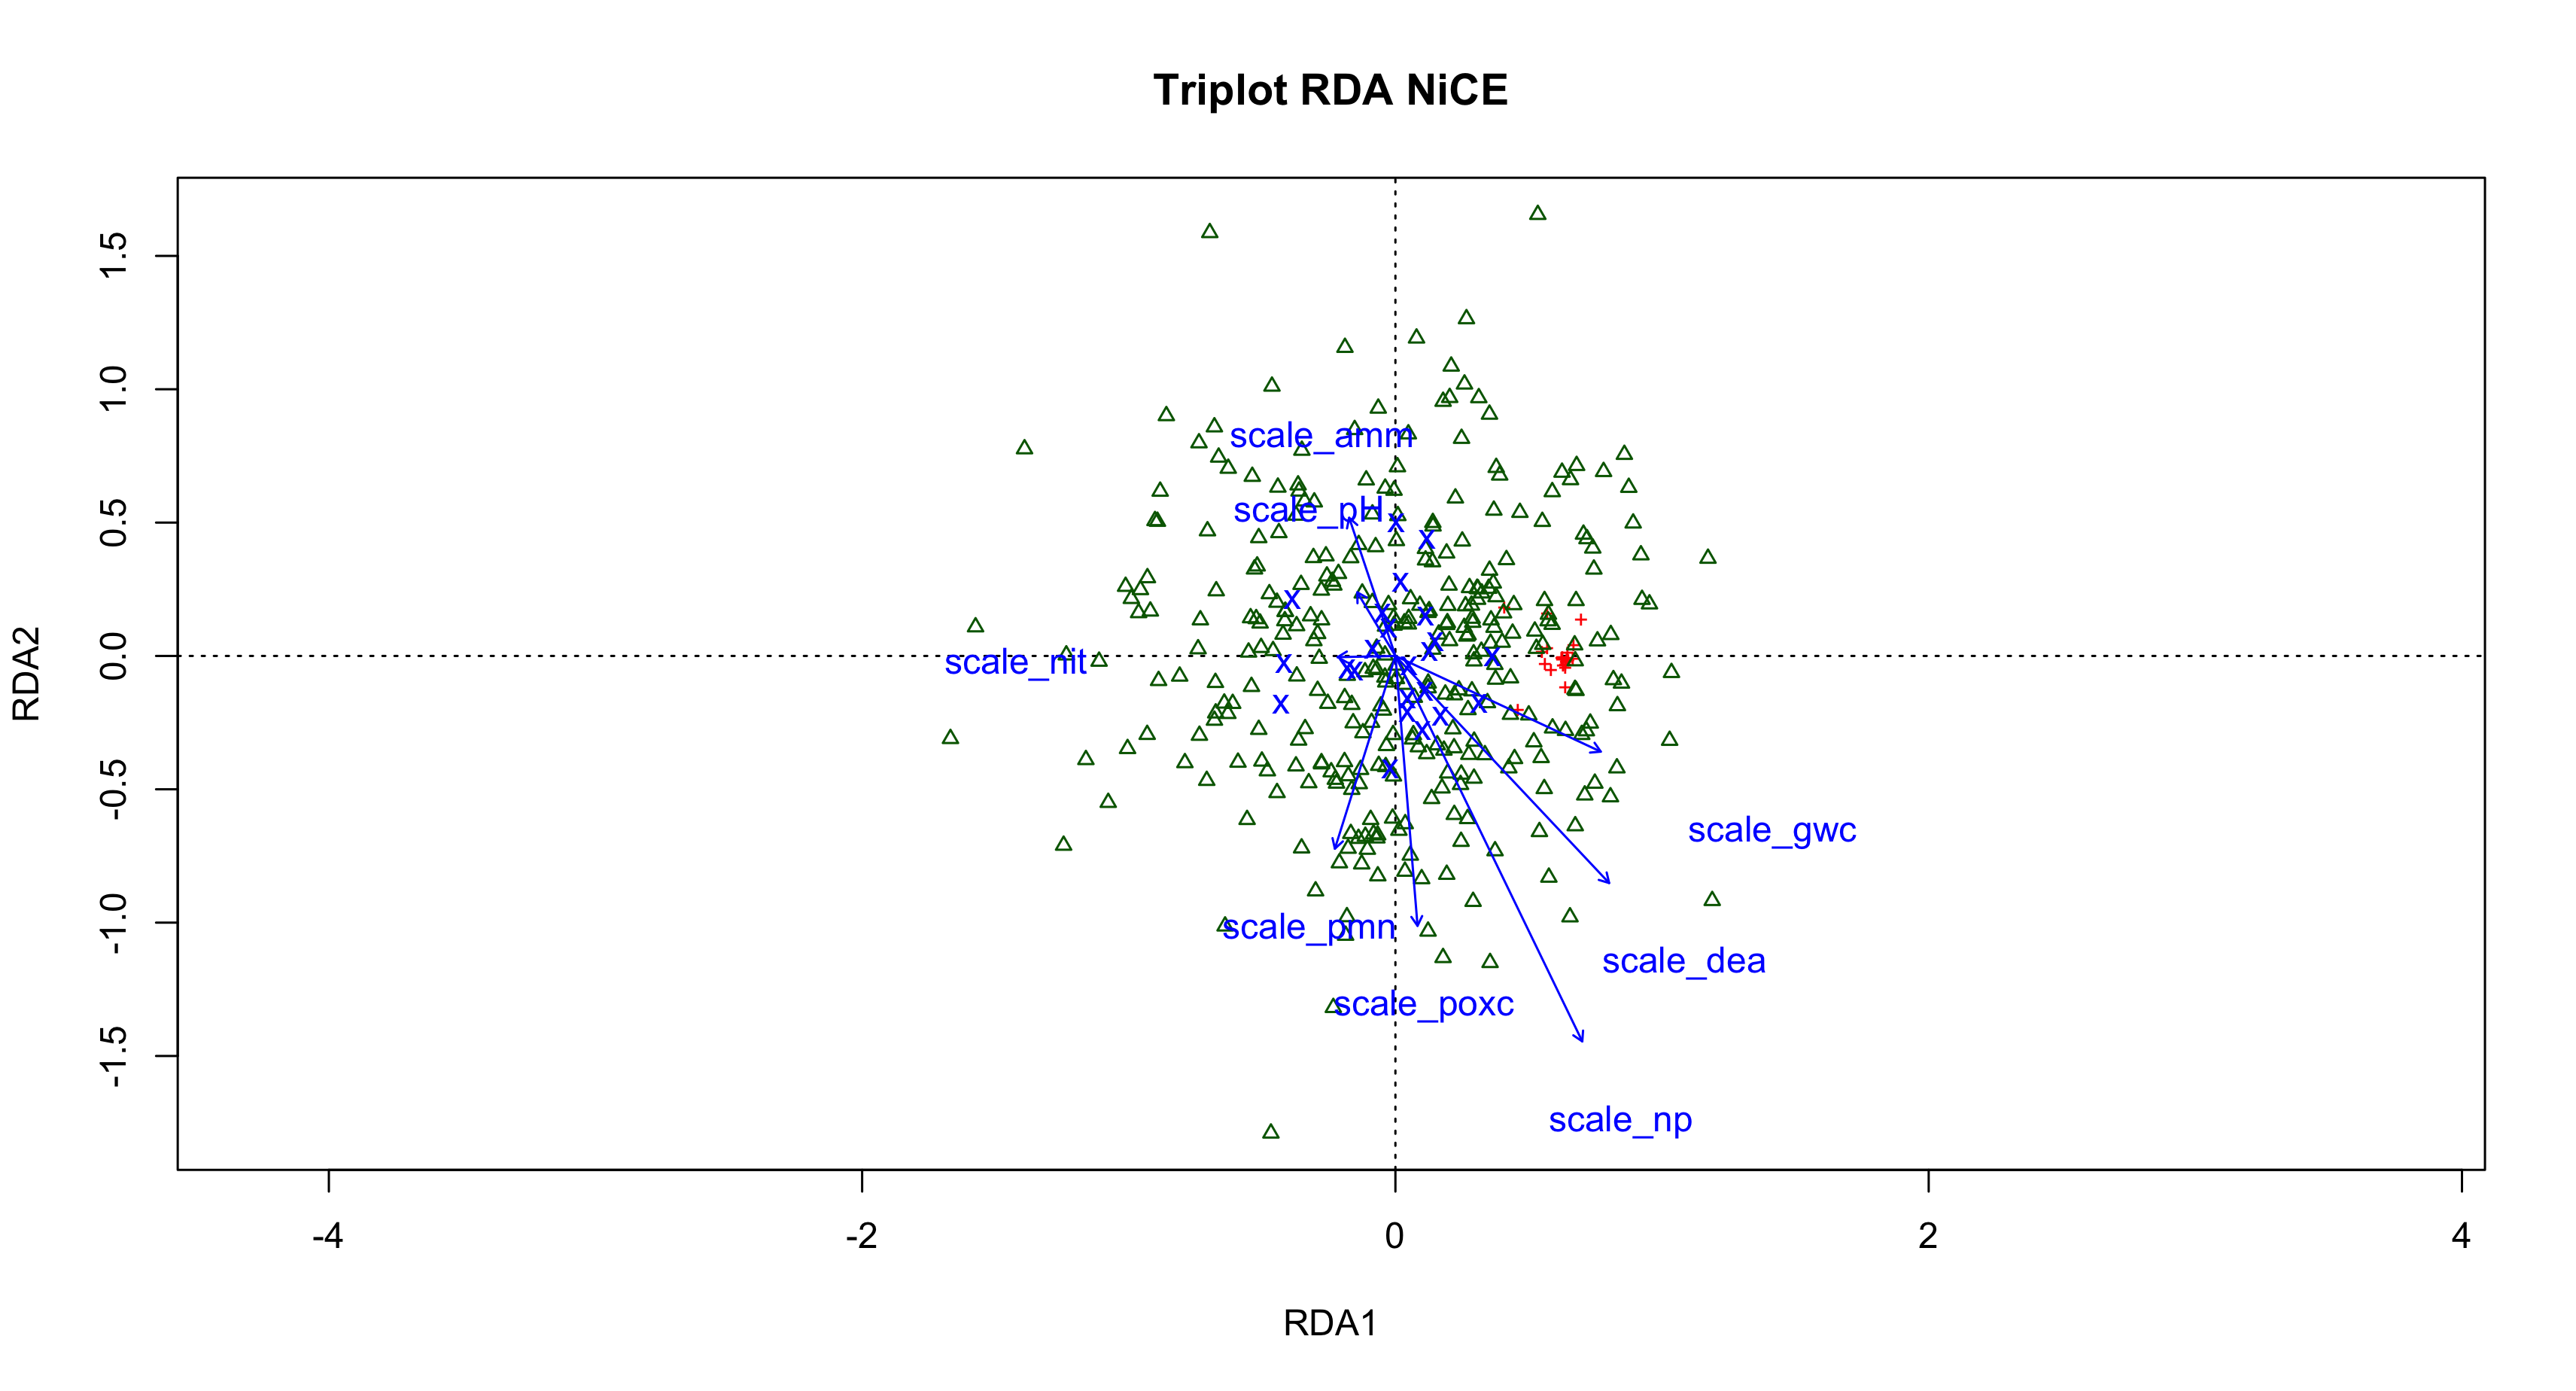 Triplot RDA NiCE
1.5
1.0
0.5
0.0
-0.5
-1.0
-1.5
RDA2
scale_amm
scale_pH
scale_nit
scale_gwc
scale_pmn
scale_dea
scale_poxc
scale_np
-4 -2 0 2 4
RDA1